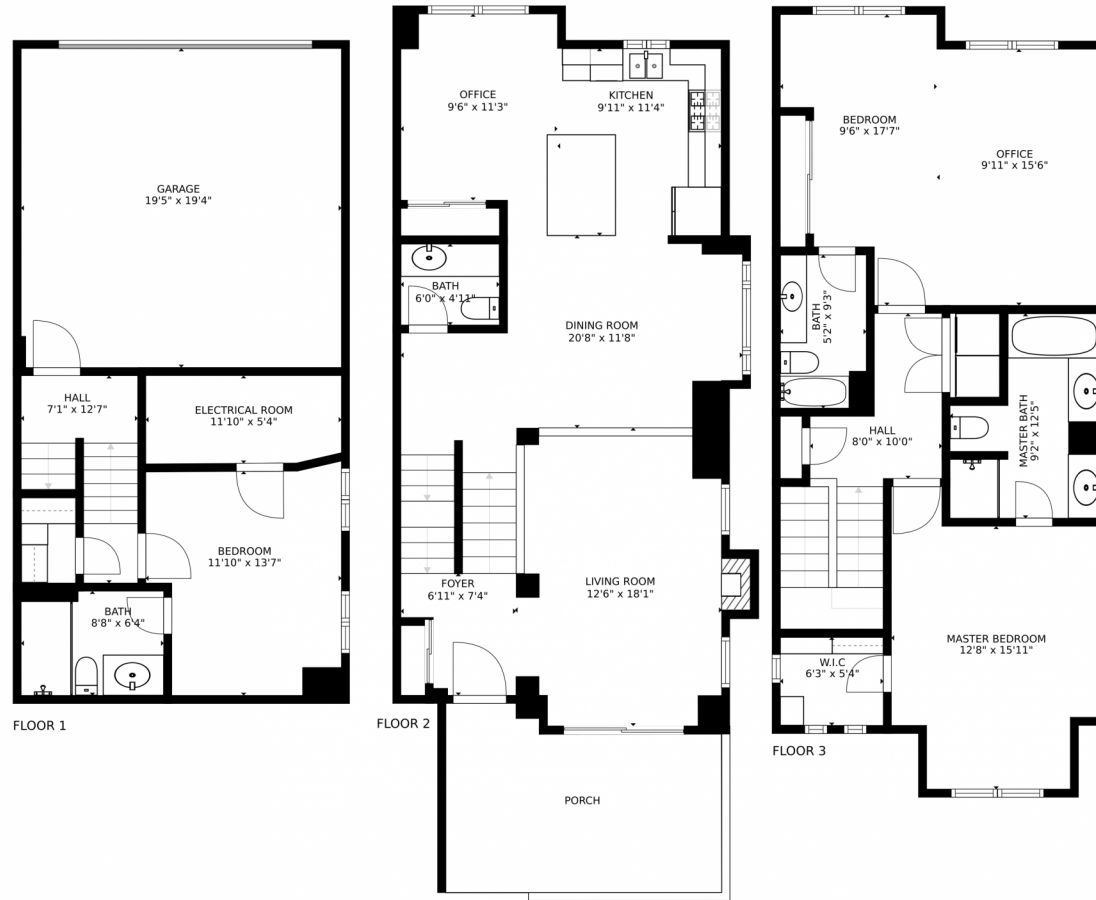 GARAGE
19'5" x 19'4"
HALL
7'1" x 12'7"
ELECTRICAL ROOM
11'10" x 5'4"
BEDROOM
11'10" x 13'7"
BATH
8'8" x 6'4"
FLOOR 1
OFFICE
9'6" x 11'3"
KITCHEN
9'11" x 11'4"
BATH
6'0" x 4'11"
DINING ROOM
20'8" x 11'8"
FOYER
6'11" x 7'4"
LIVING ROOM
12'6" x 18'1"
PORCH
FLOOR 2
BEDROOM
9'6" x 17'7"
OFFICE
9'11" x 15'6"
BATH
5'2" x 9'3"
HALL
8'0" x 10'0"
MASTER BATH
9'2" x 12'5"
MASTER BEDROOM
12'8" x 15'11"
W.I.C
6'3" x 5'4"
FLOOR 3